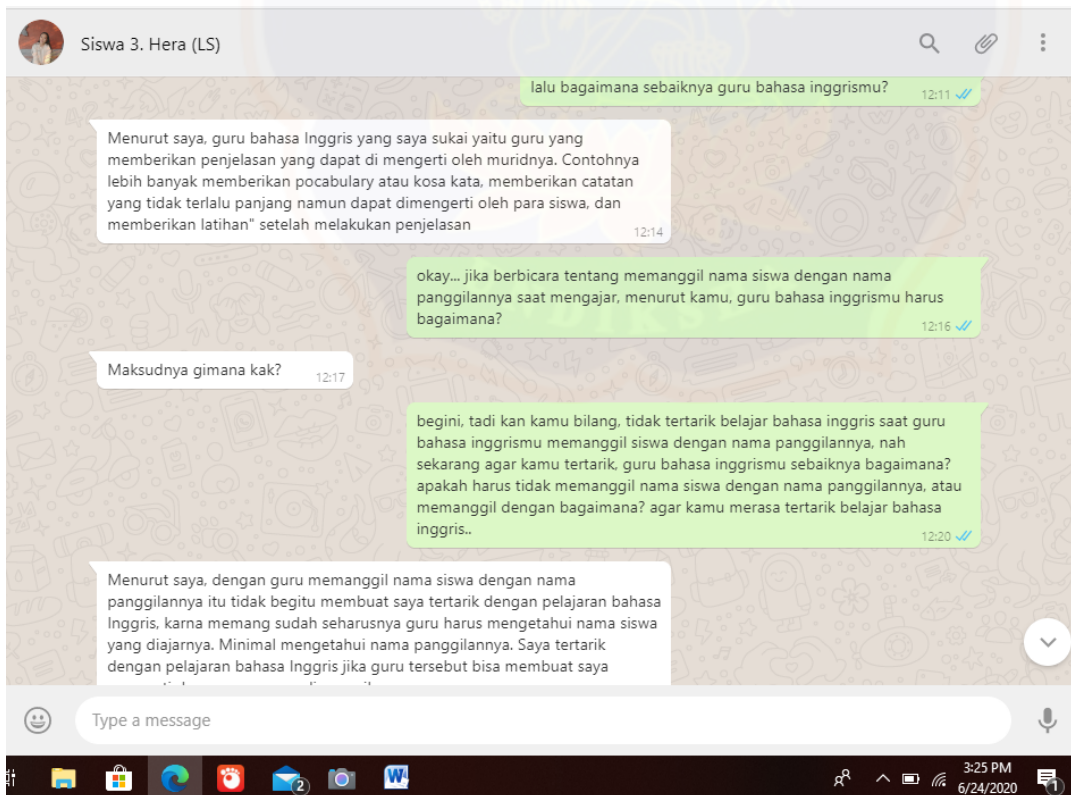 Siswa 3. Hera (LS)
lalu bagaimana sebaiknya guru bahasa inggrismu?
12:11
Menurut saya, guru bahasa Inggris yang saya sukai yaitu guru yang
memberikan penjelasan yang dapat di mengerti oleh muridnya. Contohnya
lebih banyak memberikan pocabulary atau kosa kata, memberikan catatan
yang tidak terlalu panjang namun dapat dimengerti oleh para siswa, dan
memberikan latihan" setelah melakukan penjelasan
12:14
okay... jika berbicara tentang memanggil nama siswa dengan nama
panggilannya saat mengajar, menurut kamu, guru bahasa inggrismu harus
bagaimana?
12:16
Maksudnya gimana kak?
12:17
begini, tadi kan kamu bilang, tidak tertarik belajar bahasa inggris saat guru
bahasa inggrismu memanggil siswa dengan nama panggilannya, nah
sekarang agar kamu tertarik, guru bahasa inggrismu sebaiknya bagaimana?
apakah harus tidak memanggil nama siswa dengan nama panggilannya, atau
memanggil dengan bagaimana? agar kamu merasa tertarik belajar bahasa
inggris..
12:20
Menurut saya, dengan guru memanggil nama siswa dengan nama
panggilannya itu tidak begitu membuat saya tertarik dengan pelajaran bahasa
Inggris, karna memang sudah seharusnya guru harus mengetahui nama siswa
yang diajarnya. Minimal mengetahui nama panggilannya. Saya tertarik
dengan pelajaran bahasa Inggris jika guru tersebut bisa membuat saya
Type a message
2
W
3:25 PM
6/24/2020
1